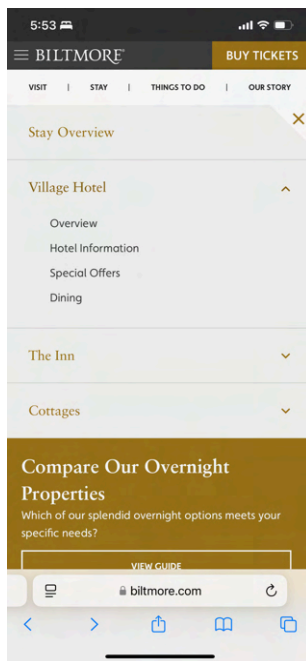 5:53
BILTMORE
BUY TICKETS
VISIT | STAY | THINGS TO DO | OUR STORY
Stay Overview
Village Hotel
Overview
Hotel Information
Special Offers
Dining
The Inn
Cottages
Compare Our Overnight
Properties
Which of our splendid overnight options meets your
specific needs?
VIEW GUIDE
biltmore.com